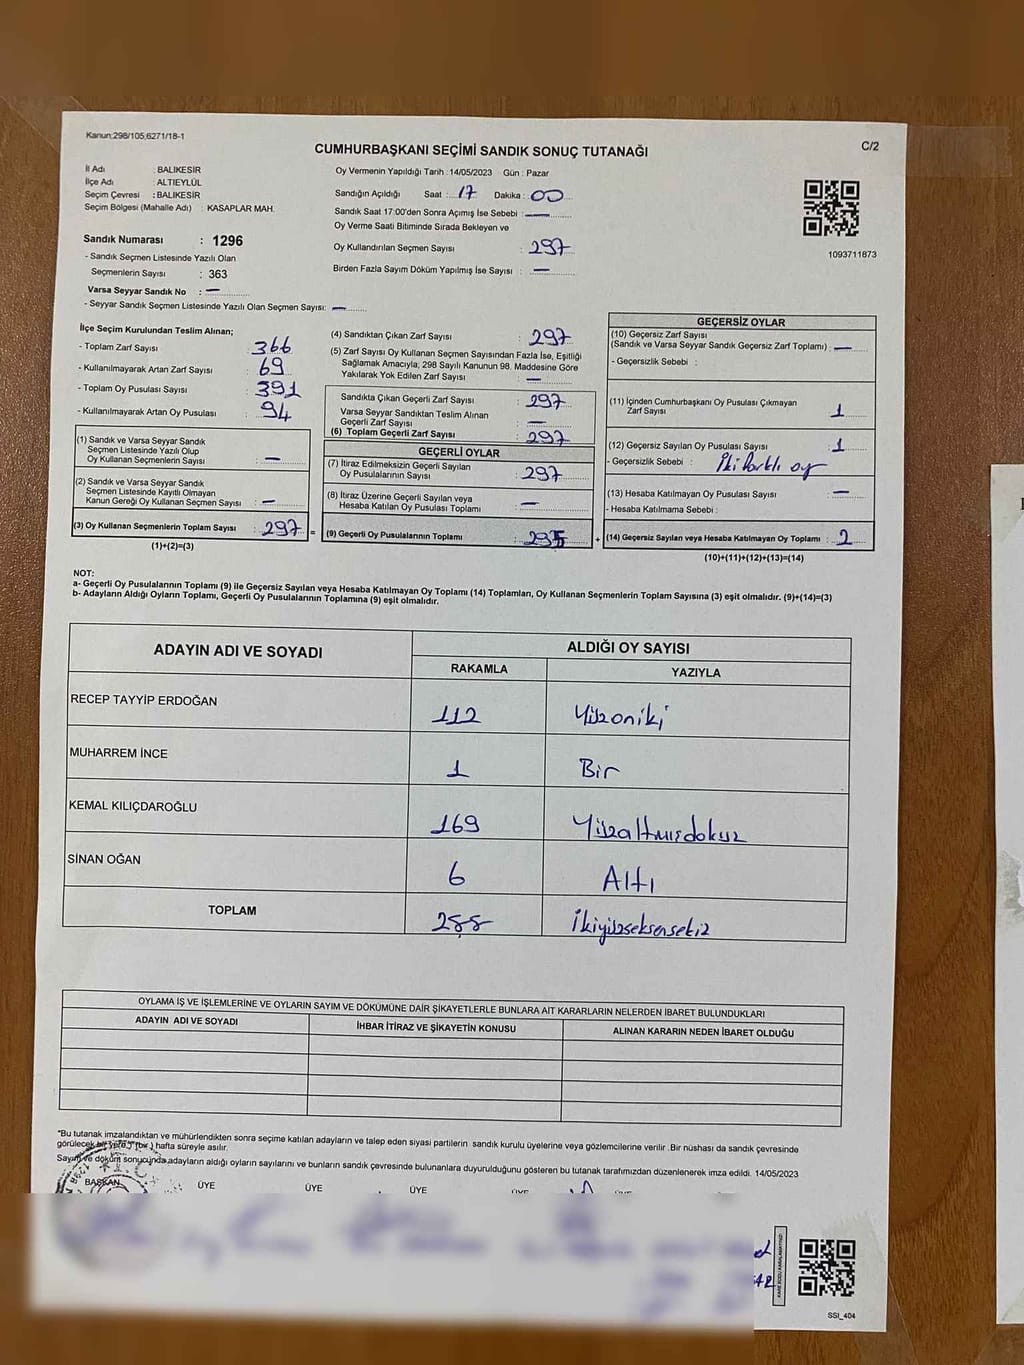 Kanun;298/105,6271/18-1
C/2
CUMHURBAŞKANI SEÇİMİ SANDIK SONUÇ TUTANAĞI
İl Adı : BALIKESİR
İlçe Adı : ALTIEYLÜL
Seçim Çevresi : BALIKESİR
Seçim Bölgesi (Mahalle Adı) : KASAPLAR MAH.
Sandık Numarası : 1296
- Sandık Seçmen Listesinde Yazılı Olan
Seçmenlerin Sayısı : 363
Varsa Seyyar Sandık No : —
- Seyyar Sandık Seçmen Listesinde Yazılı Olan Seçmen Sayısı: —
Oy Vermenin Yapıldığı Tarih : 14/05/2023 Gün : Pazar
Sandığın Açıldığı Saat : 17 Dakika : 00
Sandık Saat 17:00'den Sonra Açımış İse Sebebi : —
Oy Verme Saati Bitiminde Sırada Bekleyen ve
Oy Kullandırılan Seçmen Sayısı : 297
Birden Fazla Sayım Döküm Yapılmış İse Sayısı : —
1093711873
İlçe Seçim Kurulundan Teslim Alınan;
- Toplam Zarf Sayısı : 366
- Kullanılmayarak Artan Zarf Sayısı : 69
- Toplam Oy Pusulası Sayısı : 391
- Kullanılmayarak Artan Oy Pusulası : 94
(1) Sandık ve Varsa Seyyar Sandık
Seçmen Listesinde Yazılı Olup
Oy Kullanan Seçmenlerin Sayısı : —
(2) Sandık ve Varsa Seyyar Sandık
Seçmen Listesinde Kayıtlı Olmayan
Kanun Gereği Oy Kullanan Seçmen Sayısı : —
(3) Oy Kullanan Seçmenlerin Toplam Sayısı : 297 =
(1)+(2)=(3)
(4) Sandıktan Çıkan Zarf Sayısı : 297
(5) Zarf Sayısı Oy Kullanan Seçmen Sayısından Fazla İse, Eşitliği
Sağlamak Amacıyla; 298 Sayılı Kanunun 98. Maddesine Göre
Yakılarak Yok Edilen Zarf Sayısı : —
Sandıkta Çıkan Geçerli Zarf Sayısı : 297
Varsa Seyyar Sandıktan Teslim Alınan
Geçerli Zarf Sayısı : —
(6) Toplam Geçerli Zarf Sayısı : 297
GEÇERLİ OYLAR
(7) İtiraz Edilmeksizin Geçerli Sayılan
Oy Pusulalarının Sayısı : 297
(8) İtiraz Üzerine Geçerli Sayılan veya
Hesaba Katılan Oy Pusulası Toplamı : —
(9) Geçerli Oy Pusulalarının Toplamı : 295 +
GEÇERSİZ OYLAR
(10) Geçersiz Zarf Sayısı
(Sandık ve Varsa Seyyar Sandık Geçersiz Zarf Toplamı) : —
- Geçersizlik Sebebi :
(11) İçinden Cumhurbaşkanı Oy Pusulası Çıkmayan
Zarf Sayısı : 1
(12) Geçersiz Sayılan Oy Pusulası Sayısı : 1
- Geçersizlik Sebebi : İki farklı oy
(13) Hesaba Katılmayan Oy Pusulası Sayısı : —
- Hesaba Katılmama Sebebi :
(14) Geçersiz Sayılan veya Hesaba Katılmayan Oy Toplamı : 2
(10)+(11)+(12)+(13)=(14)
NOT:
a- Geçerli Oy Pusulalarının Toplamı (9) ile Geçersiz Sayılan veya Hesaba Katılmayan Oy Toplamı (14) Toplamları, Oy Kullanan Seçmenlerin Toplam Sayısına (3) eşit olmalıdır. (9)+(14)=(3)
b- Adayların Aldığı Oyların Toplamı, Geçerli Oy Pusulalarının Toplamına (9) eşit olmalıdır.
ADAYIN ADI VE SOYADI
ALDIĞI OY SAYISI
RAKAMLA YAZIYLA
RECEP TAYYİP ERDOĞAN 112 Yüzoniki
MUHARREM İNCE 1 Bir
KEMAL KILIÇDAROĞLU 169 Yüzaltmışdokuz
SİNAN OĞAN 6 Altı
TOPLAM 288 İkiyüzseksensekiz
OYLAMA İŞ VE İŞLEMLERİNE VE OYLARIN SAYIM VE DÖKÜMÜNE DAİR ŞİKAYETLERLE BUNLARA AİT KARARLARIN NELERDEN İBARET BULUNDUKLARI
ADAYIN ADI VE SOYADI İHBAR İTİRAZ VE ŞİKAYETİN KONUSU ALINAN KARARIN NEDEN İBARET OLDUĞU
*Bu tutanak imzalandıktan ve mühürlendikten sonra seçime katılan adayların ve talep eden siyasi partilerin sandık kurulu üyelerine veya gözlemcilerine verilir. Bir nüshası da sandık çevresinde
görülecek bir yere (bir) hafta süreyle asılır.
Sayım ve döküm sonucunda adayların aldığı oyların sayılarını ve bunların sandık çevresinde bulunanlara duyurulduğunu gösteren bu tutanak tarafımızdan düzenlenerek imza edildi. 14/05/2023
BAŞKAN ÜYE ÜYE ÜYE ÜYE ÜYE
KARE KODU KARALAMAYINIZ!
SSI_404